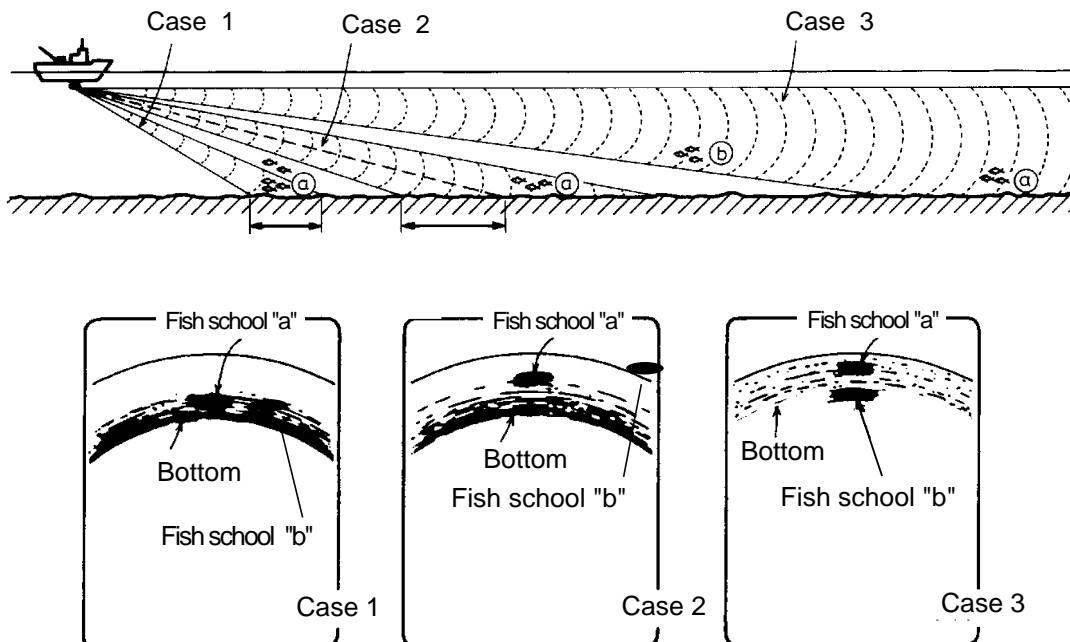 Case 1
Case 2
Case 3
a
a
b
a
Fish school "a"
Bottom
Fish school "b"
Case 1
Fish school "a"
Bottom
Fish school "b"
Case 2
Fish school "a"
Bottom
Fish school "b"
Case 3